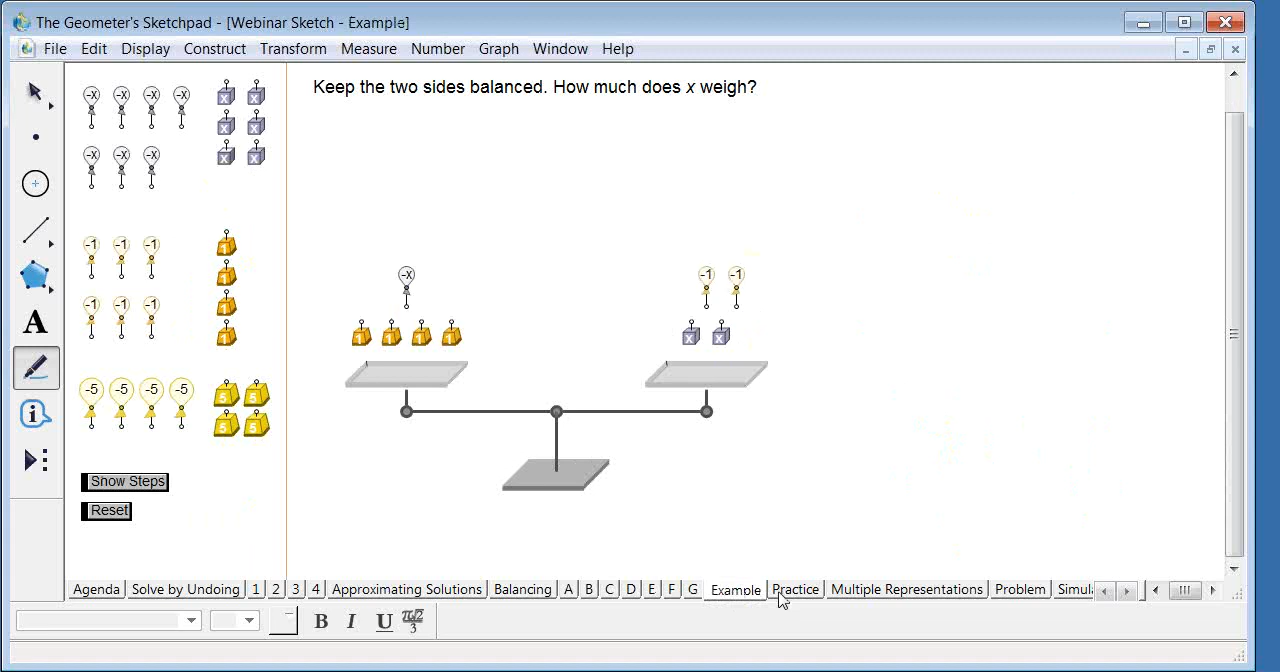 The Geometer's Sketchpad - [Webinar Sketch - Example]
File Edit Display Construct Transform Measure Number Graph Window Help
Keep the two sides balanced. How much does x weigh?
-x -x -x -x x x
x x
-x -x -x x x
-1 -1 -1 1
1
-x -1 -1
-1 -1 -1 1
1 1 1 1 x x
1
A
-5 -5 -5 -5 5 5
5 5
Show Steps
Reset
Agenda Solve by Undoing 1 2 3 4 Approximating Solutions Balancing A B C D E F G Example Practice Multiple Representations Problem Simul
B I U π√2/3